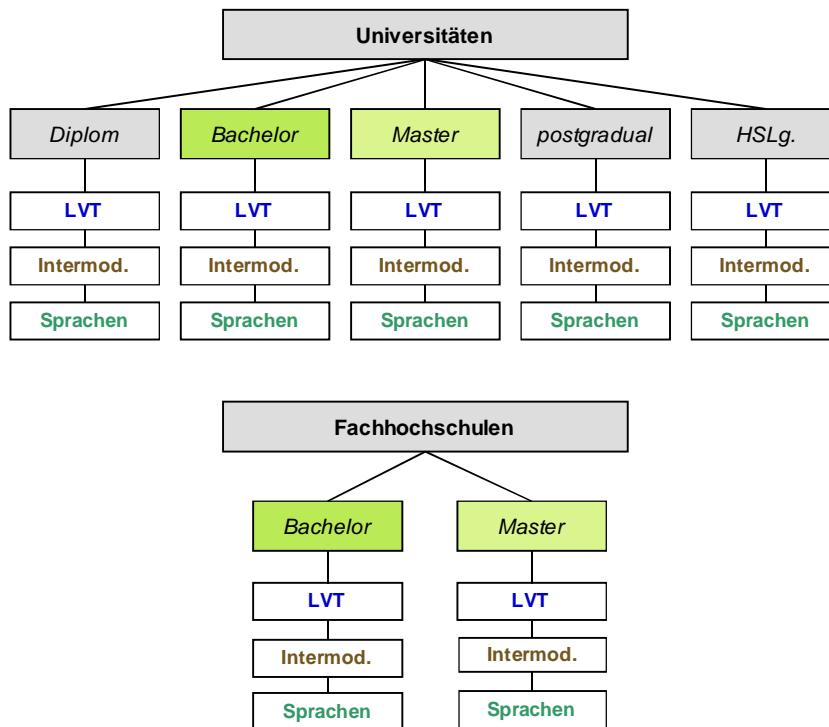 Universitäten
Diplom Bachelor Master postgradual HSLg.
LVT LVT LVT LVT LVT
Intermod. Intermod. Intermod. Intermod. Intermod.
Sprachen Sprachen Sprachen Sprachen Sprachen
Fachhochschulen
Bachelor Master
LVT LVT
Intermod. Intermod.
Sprachen Sprachen